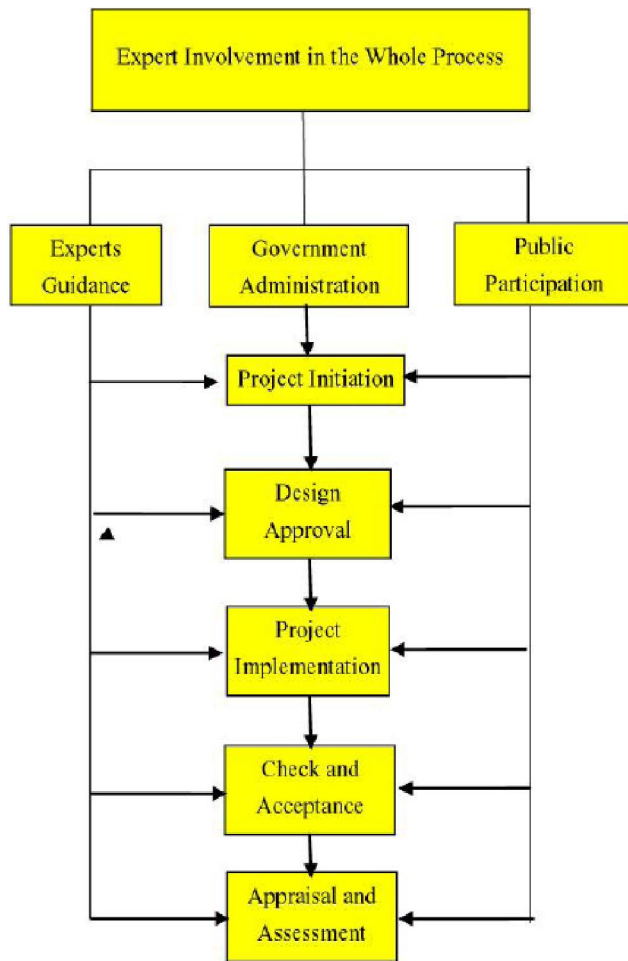 Expert Involvement in the Whole Process
Experts
Guidance
Government
Administration
Public
Participation
Project Initiation
Design
Approval
Project
Implementation
Check and
Acceptance
Appraisal and
Assessment